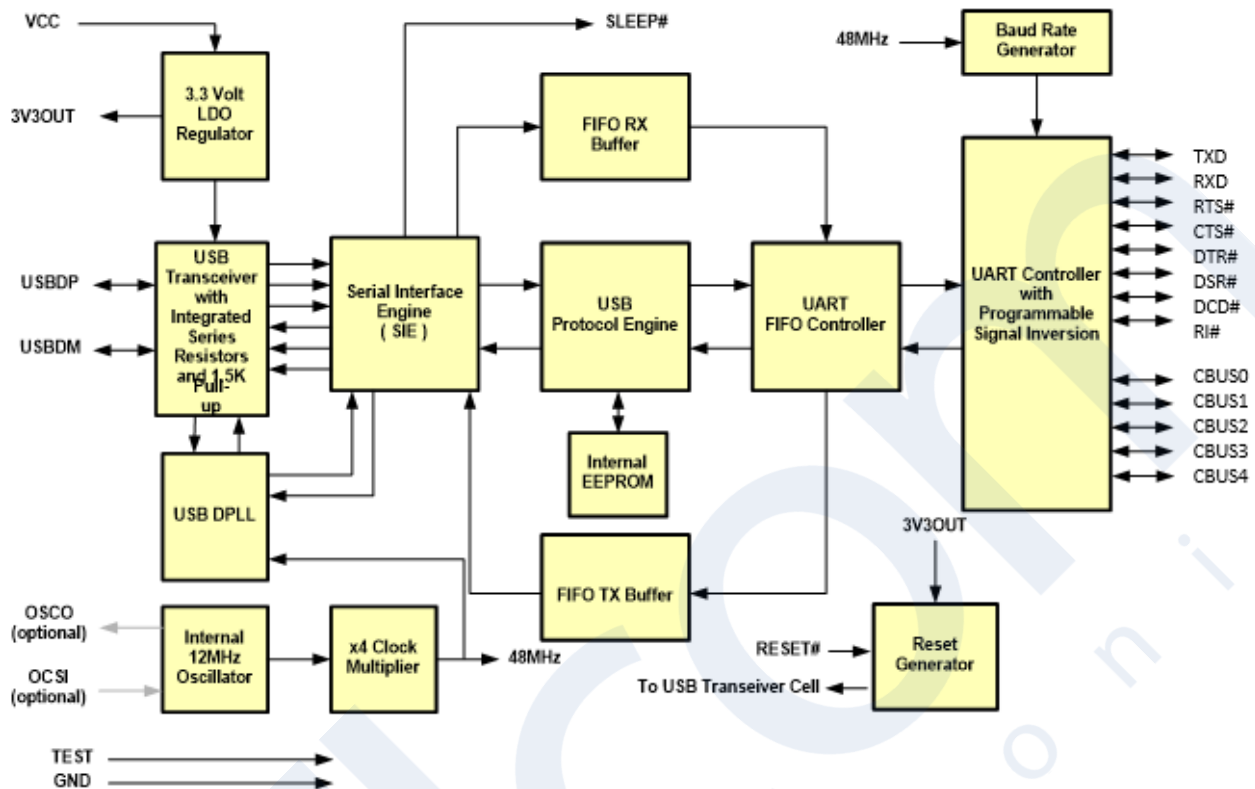 VCC
SLEEP#
48MHz
Baud Rate
Generator
3V3OUT
3.3 Volt
LDO
Regulator
FIFO RX
Buffer
TXD
RXD
RTS#
CTS#
DTR#
DSR#
DCD#
RI#
CBUS0
CBUS1
CBUS2
CBUS3
CBUS4
USBDP
USBDM
USB
Transceiver
with
Integrated
Series
Resistors
and 1.5K
Pull-
up
Serial Interface
Engine
( SIE )
USB
Protocol Engine
UART
FIFO Controller
UART Controller
with
Programmable
Signal Inversion
Internal
EEPROM
USB DPLL
3V3OUT
FIFO TX Buffer
OSCO
(optional)
OCSI
(optional)
Internal
12MHz
Oscillator
x4 Clock
Multiplier
48MHz
RESET#
Reset
Generator
To USB Transeiver Cell
TEST
GND